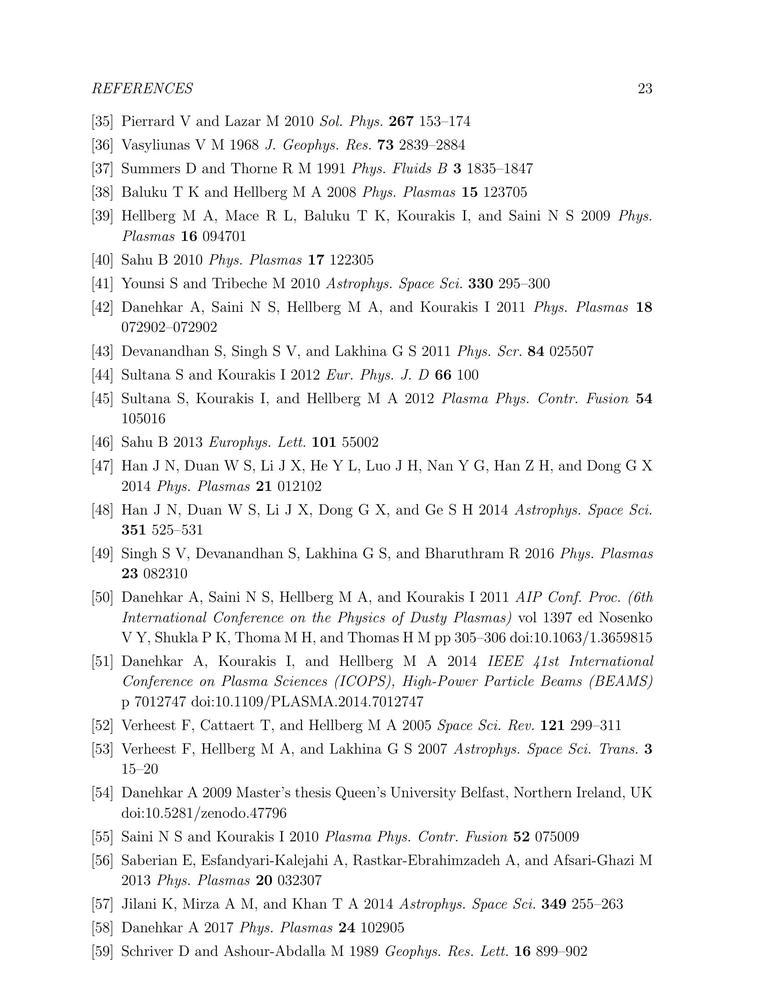 REFERENCES 23
[35] Pierrard V and Lazar M 2010 Sol. Phys. 267 153–174
[36] Vasyliunas V M 1968 J. Geophys. Res. 73 2839–2884
[37] Summers D and Thorne R M 1991 Phys. Fluids B 3 1835–1847
[38] Baluku T K and Hellberg M A 2008 Phys. Plasmas 15 123705
[39] Hellberg M A, Mace R L, Baluku T K, Kourakis I, and Saini N S 2009 Phys.
Plasmas 16 094701
[40] Sahu B 2010 Phys. Plasmas 17 122305
[41] Younsi S and Tribeche M 2010 Astrophys. Space Sci. 330 295–300
[42] Danehkar A, Saini N S, Hellberg M A, and Kourakis I 2011 Phys. Plasmas 18
072902–072902
[43] Devanandhan S, Singh S V, and Lakhina G S 2011 Phys. Scr. 84 025507
[44] Sultana S and Kourakis I 2012 Eur. Phys. J. D 66 100
[45] Sultana S, Kourakis I, and Hellberg M A 2012 Plasma Phys. Contr. Fusion 54
105016
[46] Sahu B 2013 Europhys. Lett. 101 55002
[47] Han J N, Duan W S, Li J X, He Y L, Luo J H, Nan Y G, Han Z H, and Dong G X
2014 Phys. Plasmas 21 012102
[48] Han J N, Duan W S, Li J X, Dong G X, and Ge S H 2014 Astrophys. Space Sci.
351 525–531
[49] Singh S V, Devanandhan S, Lakhina G S, and Bharuthram R 2016 Phys. Plasmas
23 082310
[50] Danehkar A, Saini N S, Hellberg M A, and Kourakis I 2011 AIP Conf. Proc. (6th
International Conference on the Physics of Dusty Plasmas) vol 1397 ed Nosenko
V Y, Shukla P K, Thoma M H, and Thomas H M pp 305–306 doi:10.1063/1.3659815
[51] Danehkar A, Kourakis I, and Hellberg M A 2014 IEEE 41st International
Conference on Plasma Sciences (ICOPS), High-Power Particle Beams (BEAMS)
p 7012747 doi:10.1109/PLASMA.2014.7012747
[52] Verheest F, Cattaert T, and Hellberg M A 2005 Space Sci. Rev. 121 299–311
[53] Verheest F, Hellberg M A, and Lakhina G S 2007 Astrophys. Space Sci. Trans. 3
15–20
[54] Danehkar A 2009 Master's thesis Queen's University Belfast, Northern Ireland, UK
doi:10.5281/zenodo.47796
[55] Saini N S and Kourakis I 2010 Plasma Phys. Contr. Fusion 52 075009
[56] Saberian E, Esfandyari-Kalejahi A, Rastkar-Ebrahimzadeh A, and Afsari-Ghazi M
2013 Phys. Plasmas 20 032307
[57] Jilani K, Mirza A M, and Khan T A 2014 Astrophys. Space Sci. 349 255–263
[58] Danehkar A 2017 Phys. Plasmas 24 102905
[59] Schriver D and Ashour-Abdalla M 1989 Geophys. Res. Lett. 16 899–902